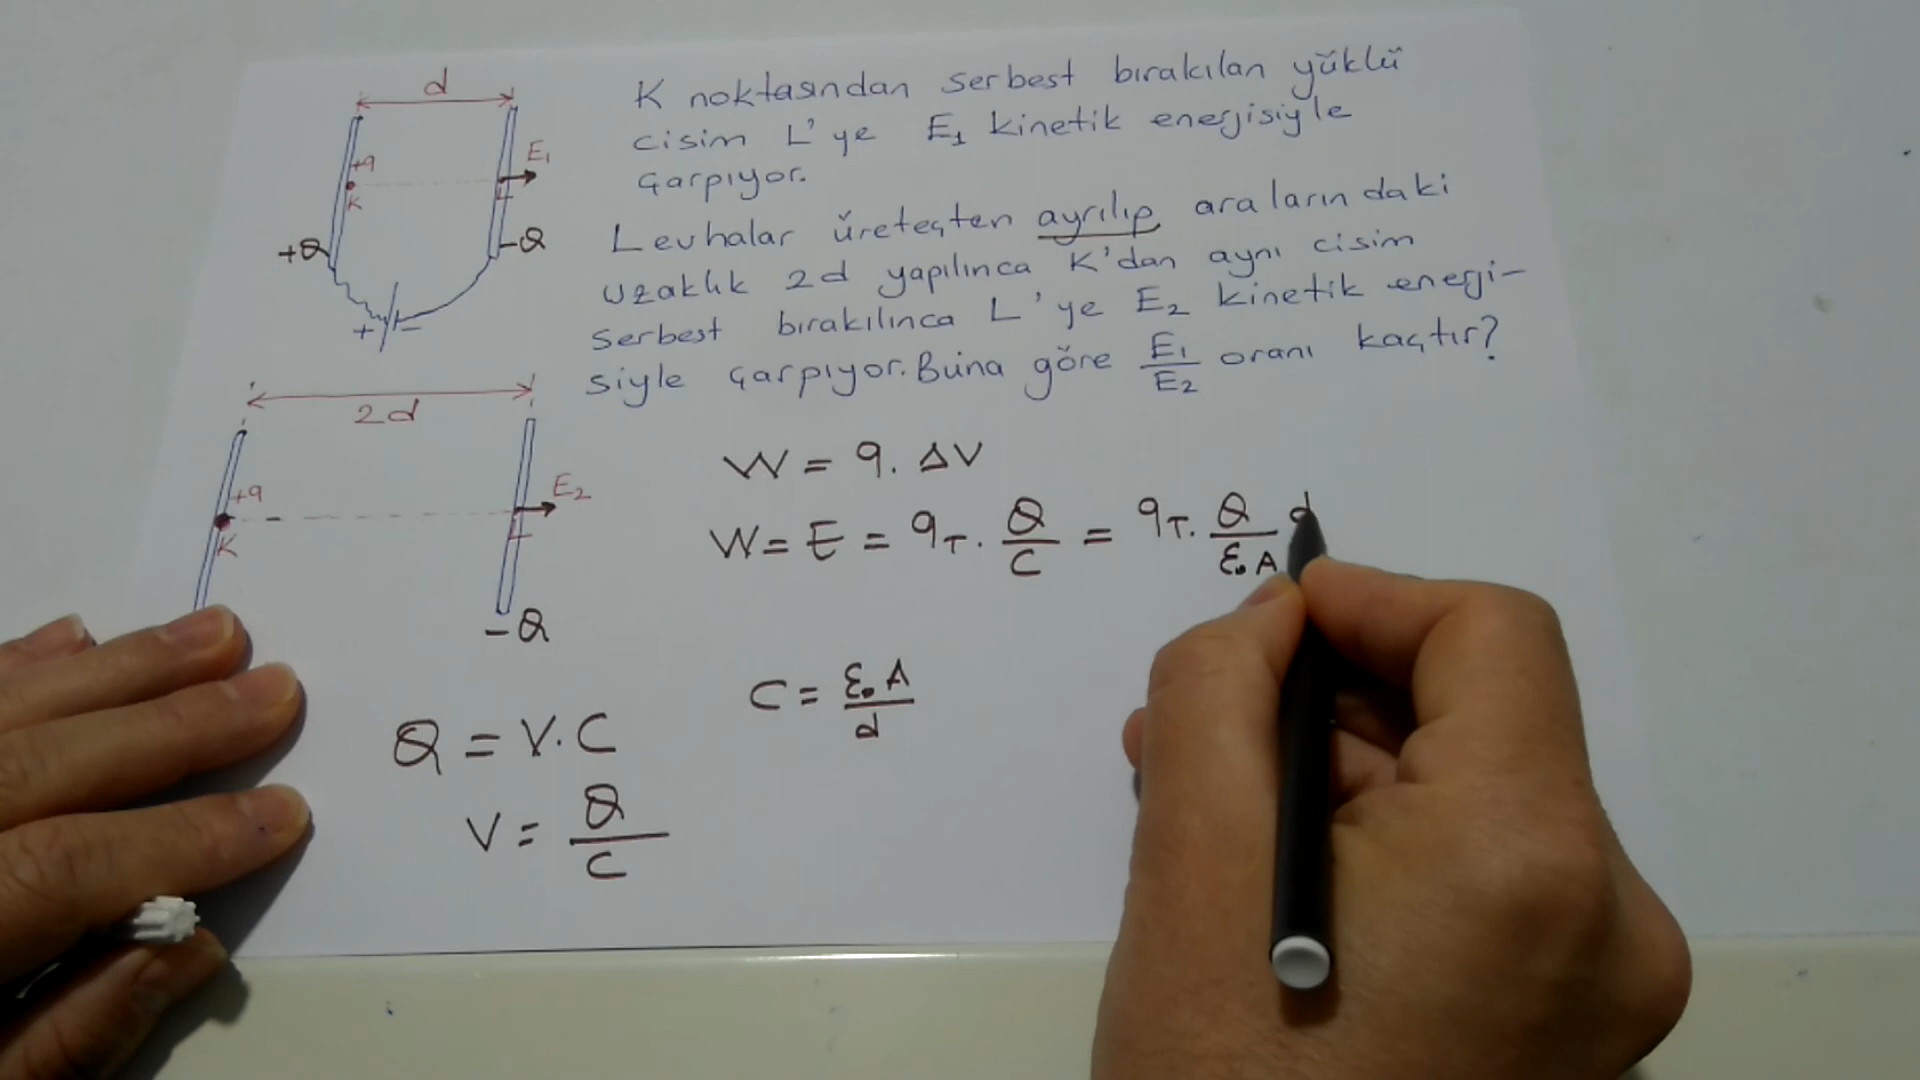 d
+q
K
E₁
L
+Q
-Q
+ -
K noktasından serbest bırakılan yüklü
cisim L'ye E₁ kinetik enerjisiyle
çarpıyor.
Levhalar üreteçten ayrılıp aralarındaki
uzaklık 2d yapılınca K'dan aynı cisim
serbest bırakılınca L'ye E₂ kinetik enerji-
siyle çarpıyor. Buna göre E₁/E₂ oranı kaçtır?
2d
+q
K
E₂
L
-Q
W = q. ΔV
W = E = qT. Q/C = qT. Q/ε₀A d
C = ε₀A/d
Q = V.C
V = Q/C